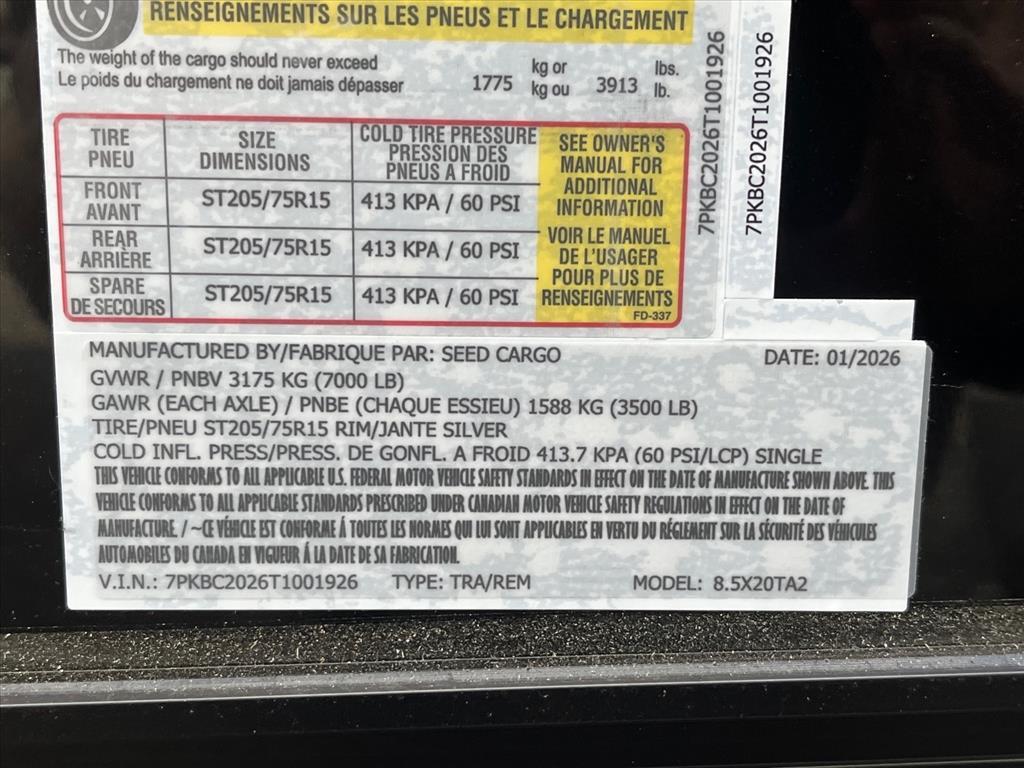 RENSEIGNEMENTS SUR LES PNEUS ET LE CHARGEMENT
The weight of the cargo should never exceed
Le poids du chargement ne doit jamais dépasser
1775 kg or kg ou 3913 lbs. lb.
TIRE PNEU
SIZE DIMENSIONS
COLD TIRE PRESSURE PRESSION DES PNEUS A FROID
FRONT AVANT
ST205/75R15
413 KPA / 60 PSI
REAR ARRIÈRE
ST205/75R15
413 KPA / 60 PSI
SPARE DE SECOURS
ST205/75R15
413 KPA / 60 PSI
SEE OWNER'S
MANUAL FOR
ADDITIONAL
INFORMATION
VOIR LE MANUEL
DE L'USAGER
POUR PLUS DE
RENSEIGNEMENTS
FD-337
7PKBC2026T1001926
7PKBC2026T1001926
MANUFACTURED BY/FABRIQUE PAR: SEED CARGO DATE: 01/2026
GVWR / PNBV 3175 KG (7000 LB)
GAWR (EACH AXLE) / PNBE (CHAQUE ESSIEU) 1588 KG (3500 LB)
TIRE/PNEU ST205/75R15 RIM/JANTE SILVER
COLD INFL. PRESS/PRESS. DE GONFL. A FROID 413.7 KPA (60 PSI/LCP) SINGLE
THIS VEHICLE CONFORMS TO ALL APPLICABLE U.S. FEDERAL MOTOR VEHICLE SAFETY STANDARDS IN EFFECT ON THE DATE OF MANUFACTURE SHOWN ABOVE. THIS
VEHICLE CONFORMS TO ALL APPLICABLE STANDARDS PRESCRIBED UNDER CANADIAN MOTOR VEHICLE SAFETY REGULATIONS IN EFFECT ON THE DATE OF
MANUFACTURE. / ~CE VÉHICLE EST CONFORME Á TOUTES LES NORMES QUI LUI SONT APPLICABLES EN VERTU DU RÉGLEMENT SUR LA SÉCURITÉ DES VÉHICULES
AUTOMOBILES DU CANADA EN VIGUEUR Á LA DATE DE SA FABRICATION.
V.I.N.: 7PKBC2026T1001926 TYPE: TRA/REM MODEL: 8.5X20TA2